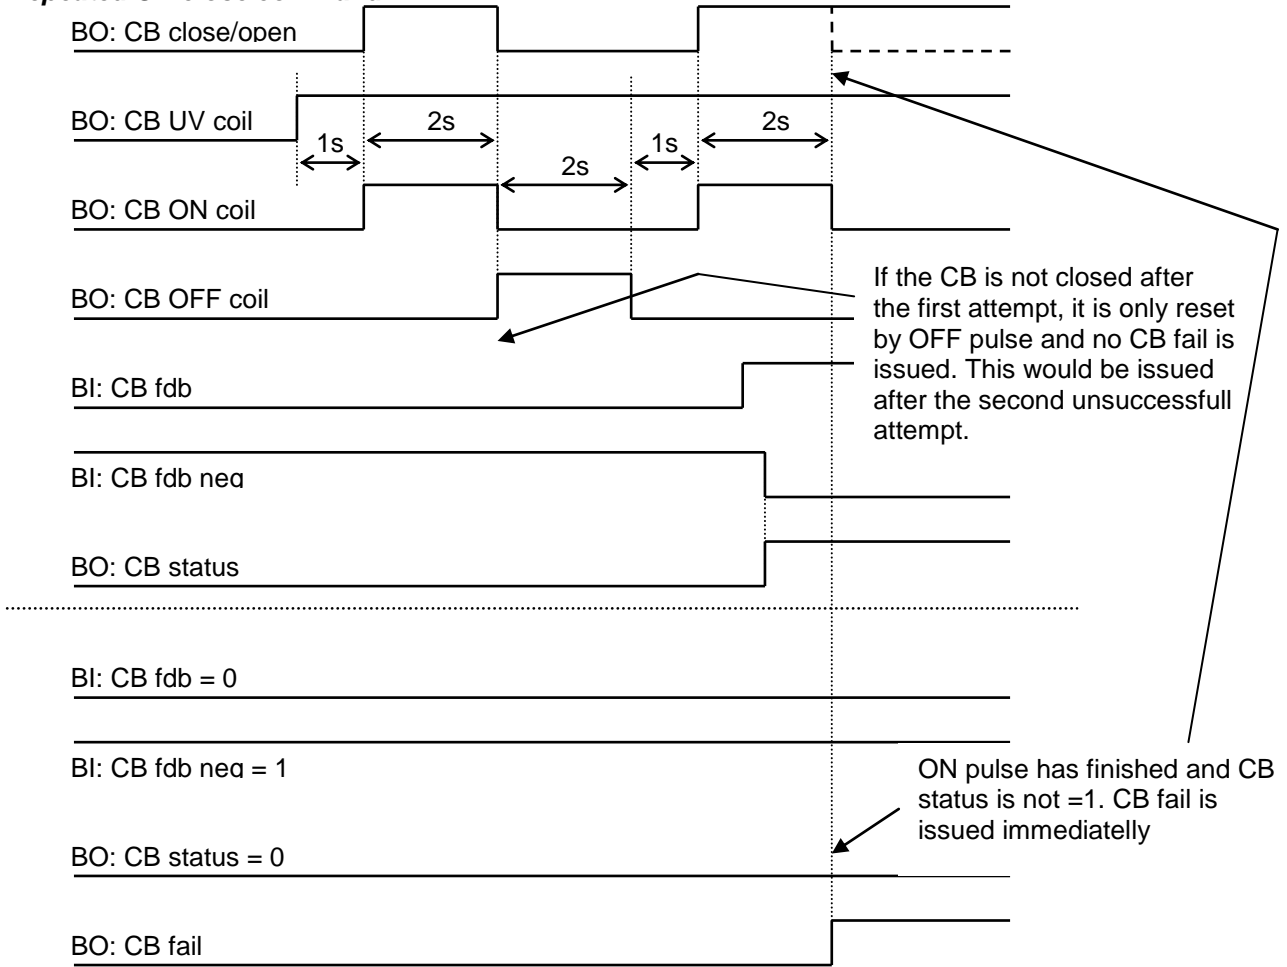 BO: CB close/open
BO: CB UV coil
2s
2s
1s
1s
2s
BO: CB ON coil
BO: CB OFF coil
If the CB is not closed after
the first attempt, it is only reset
by OFF pulse and no CB fail is
issued. This would be issued
after the second unsuccessfull
attempt.
BI: CB fdb
BI: CB fdb neg
BO: CB status
BI: CB fdb = 0
BI: CB fdb neg = 1
ON pulse has finished and CB
status is not =1. CB fail is
issued immediatelly
BO: CB status = 0
BO: CB fail